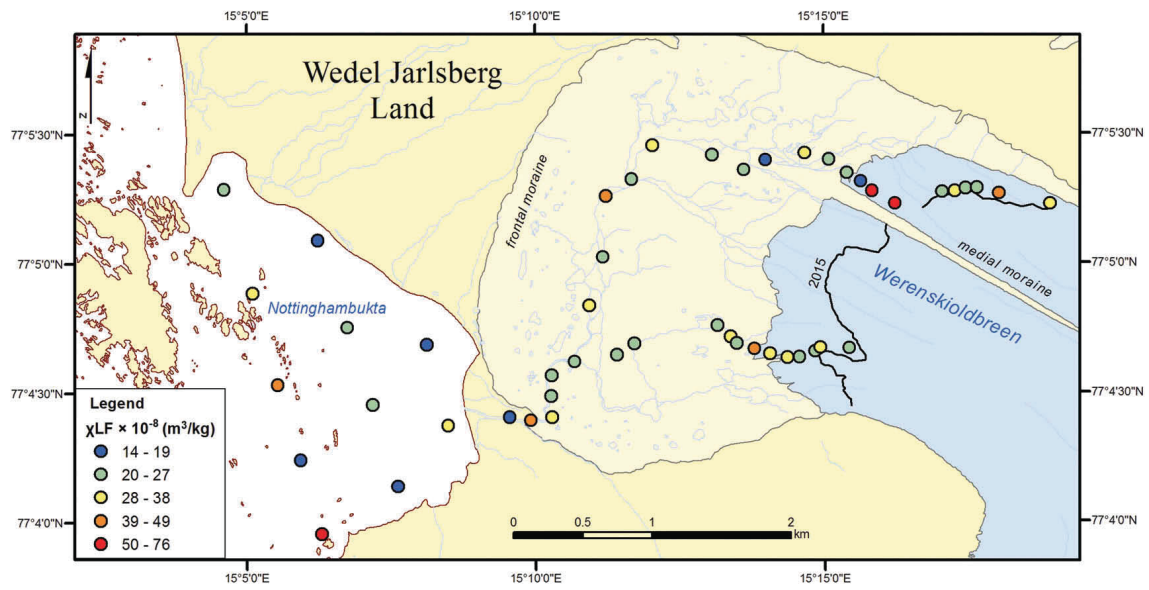 15°5'0"E 15°10'0"E 15°15'0"E
Wedel Jarlsberg
Land
N
77°5'30"N 77°5'30"N
frontal moraine
77°5'0"N 77°5'0"N
medial moraine
2015
Werenskioldbreen
Nottinghambukta
77°4'30"N 77°4'30"N
Legend
χLF × 10⁻⁸ (m³/kg)
14 - 19
20 - 27
28 - 38
39 - 49
50 - 76
77°4'0"N 77°4'0"N
0 0.5 1 2
km
15°5'0"E 15°10'0"E 15°15'0"E